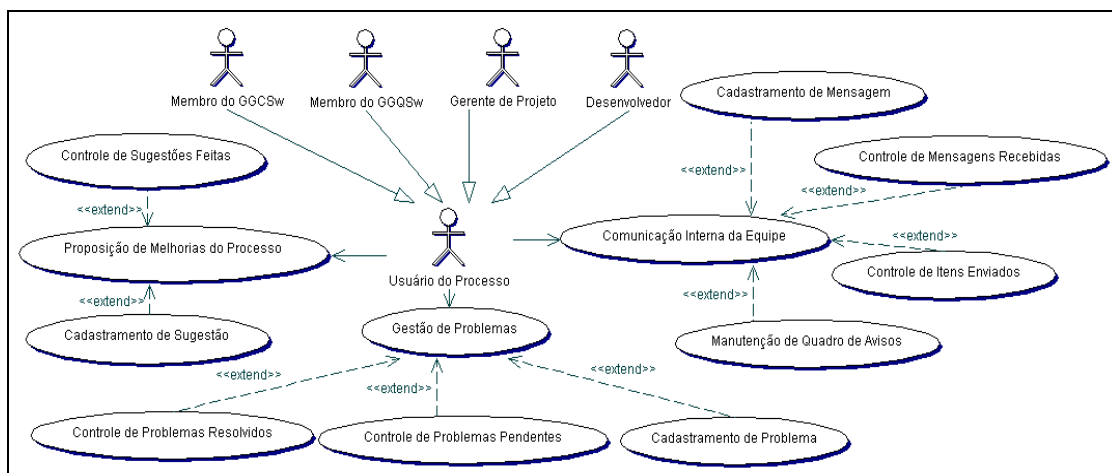 Membro do GGCSw
Membro do GGQSw
Gerente de Projeto
Desenvolvedor
Cadastramento de Mensagem
Controle de Sugestões Feitas
<<extend>>
Controle de Mensagens Recebidas
<<extend>>
<<extend>>
Proposição de Melhorias do Processo
Comunicação Interna da Equipe
<<extend>>
Usuário do Processo
Controle de Itens Enviados
<<extend>>
<<extend>>
Cadastramento de Sugestão
Gestão de Problemas
Manutenção de Quadro de Avisos
<<extend>>
<<extend>>
<<extend>>
Controle de Problemas Resolvidos
Controle de Problemas Pendentes
Cadastramento de Problema